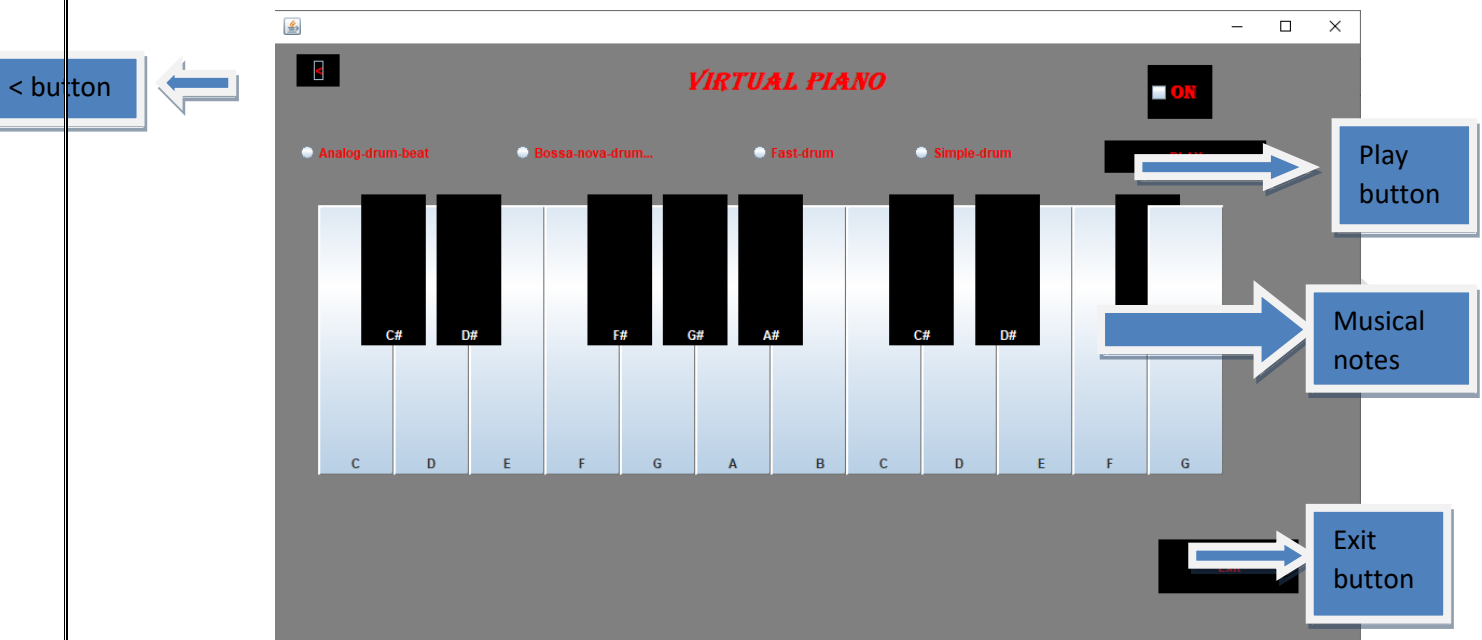 < button
<
VIRTUAL PIANO
ON
Analog-drum-beat
Bossa-nova-drum...
Fast-drum
Simple-drum
Play
button
C#
D#
F#
G#
A#
C#
D#
Musical
notes
C
D
E
F
G
A
B
C
D
E
F
G
Exit
button